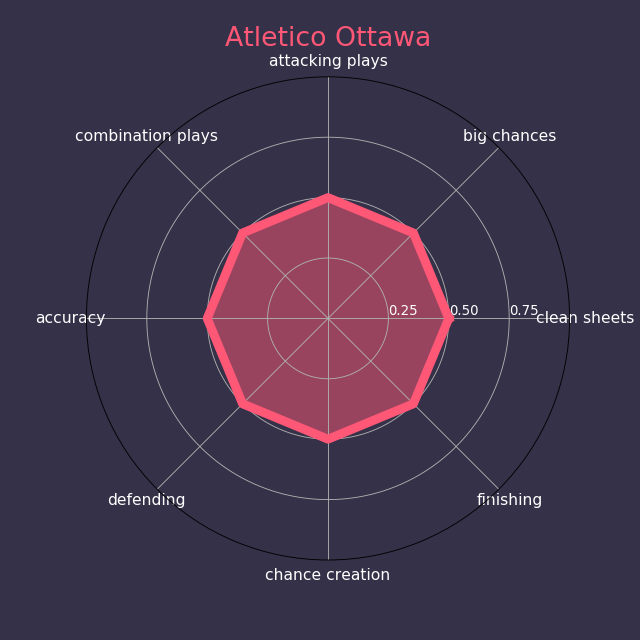 Atletico Ottawa
attacking plays
combination plays
big chances
0.25
0.50
0.75
accuracy
clean sheets
defending
finishing
chance creation